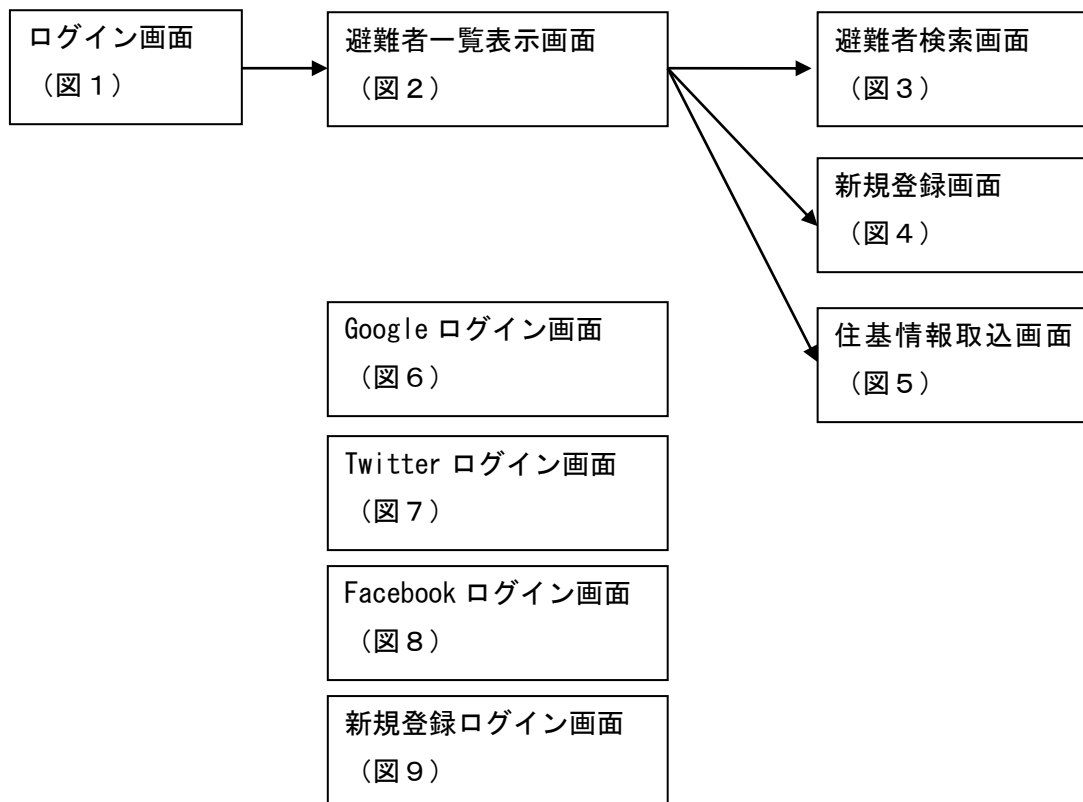 ログイン画面
（図１）
避難者一覧表示画面
（図２）
避難者検索画面
（図３）
新規登録画面
（図４）
住基情報取込画面
（図５）
Google ログイン画面
（図６）
Twitter ログイン画面
（図７）
Facebook ログイン画面
（図８）
新規登録ログイン画面
（図９）